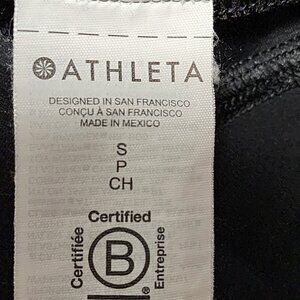 ATHLETA
DESIGNED IN SAN FRANCISCO
CONÇU À SAN FRANCISCO
MADE IN MEXICO
S
P
CH
Certified
Certifiée
B
Entreprise